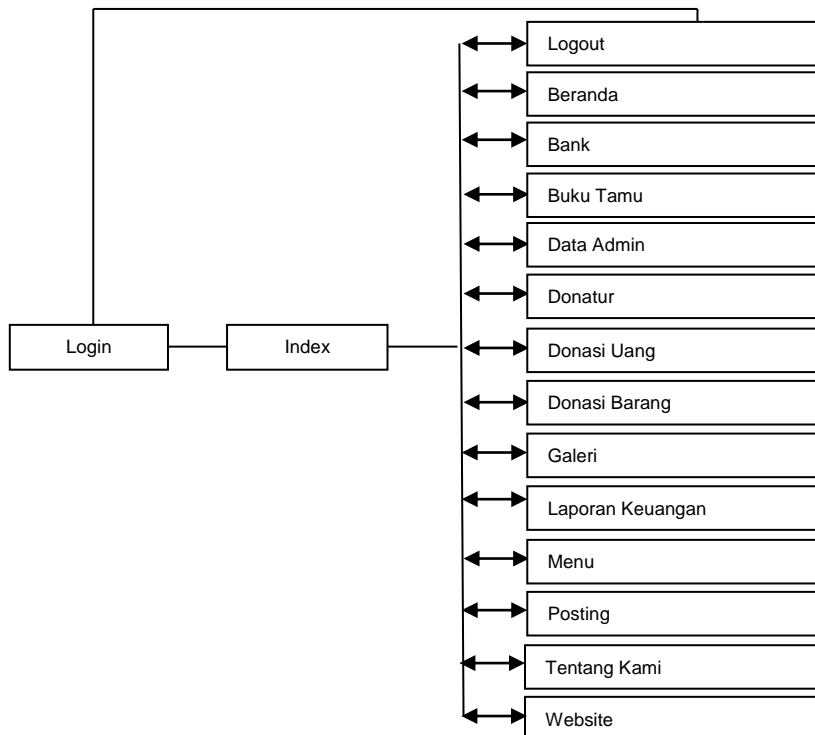 Logout
Beranda
Bank
Buku Tamu
Data Admin
Donatur
Login
Index
Donasi Uang
Donasi Barang
Galeri
Laporan Keuangan
Menu
Posting
Tentang Kami
Website